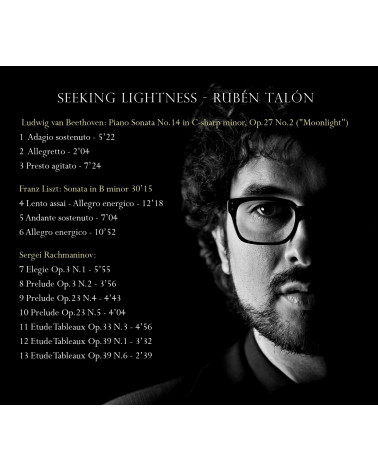 SEEKING LIGHTNESS - RUBÉN TALÓN
Ludwig van Beethoven: Piano Sonata No.14 in C-sharp minor, Op.27 No.2 ("Moonlight")
1 Adagio sostenuto - 5'22
2 Allegretto - 2'04
3 Presto agitato - 7'24
Franz Liszt: Sonata in B minor 30'15
4 Lento assai - Allegro energico - 12'18
5 Andante sostenuto - 7'04
6 Allegro energico - 10'52
Sergei Rachmaninov:
7 Elegie Op.3 N.1 - 5'55
8 Prelude Op.3 N.2 - 3'56
9 Prelude Op.23 N.4 - 4'43
10 Prelude Op.23 N.5 - 4'04
11 Etude Tableaux Op.33 N.3 - 4'56
12 Etude Tableaux Op.39 N.1 - 3'32
13 Etude Tableaux Op.39 N.6 - 2'39